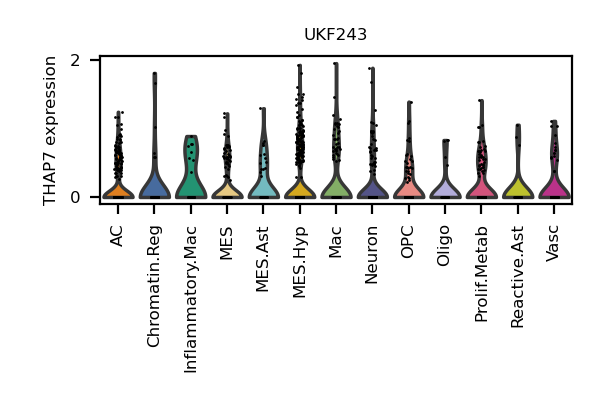 UKF243
THAP7 expression
2
0
AC
Chromatin.Reg
Inflammatory.Mac
MES
MES.Ast
MES.Hyp
Mac
Neuron
OPC
Oligo
Prolif.Metab
Reactive.Ast
Vasc